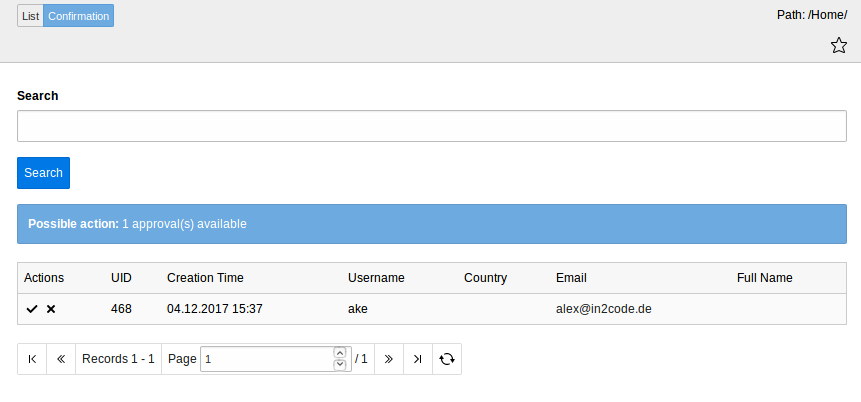 List Confirmation Path: /Home/
Search
Search
Possible action: 1 approval(s) available
Actions UID Creation Time Username Country Email Full Name
468 04.12.2017 15:37 ake alex@in2code.de
Records 1 - 1 Page 1 / 1